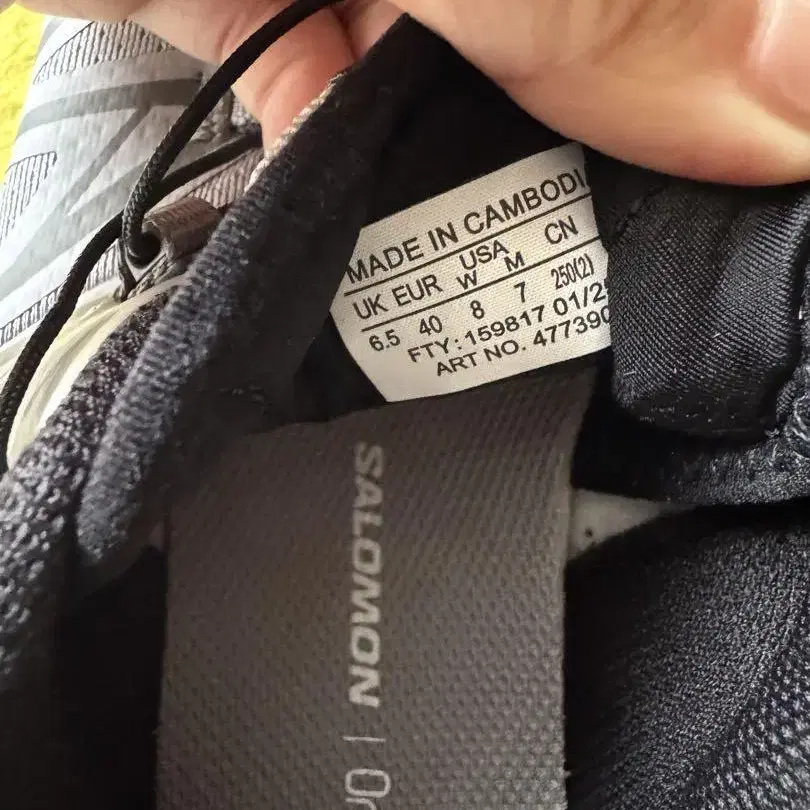 MADE IN CAMBODI
UK EUR USA CN
W M
6.5 40 8 7 250(2)
FTY: 159817 01/2
ART NO. 477390
SALOMON |